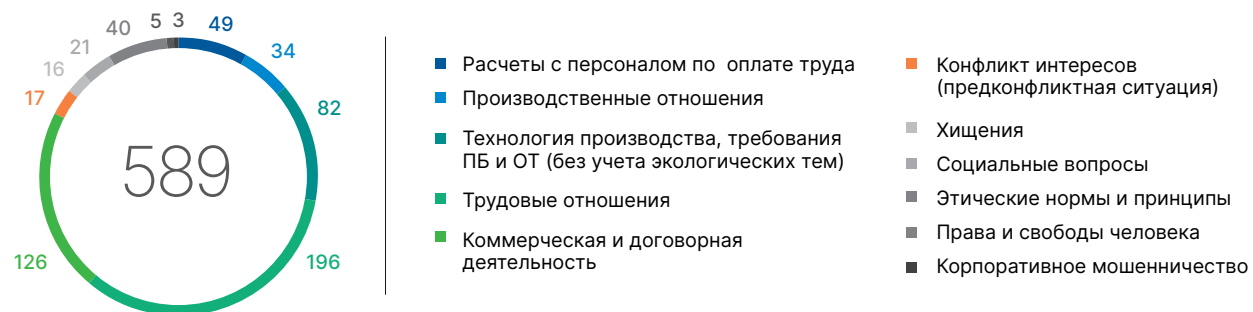 5 3 49
40
21 34
16
17 82
589
126 196
Расчеты с персоналом по оплате труда
Производственные отношения
Технология производства, требования
ПБ и ОТ (без учета экологических тем)
Трудовые отношения
Коммерческая и договорная
деятельность
Конфликт интересов
(предконфликтная ситуация)
Хищения
Социальные вопросы
Этические нормы и принципы
Права и свободы человека
Корпоративное мошенничество